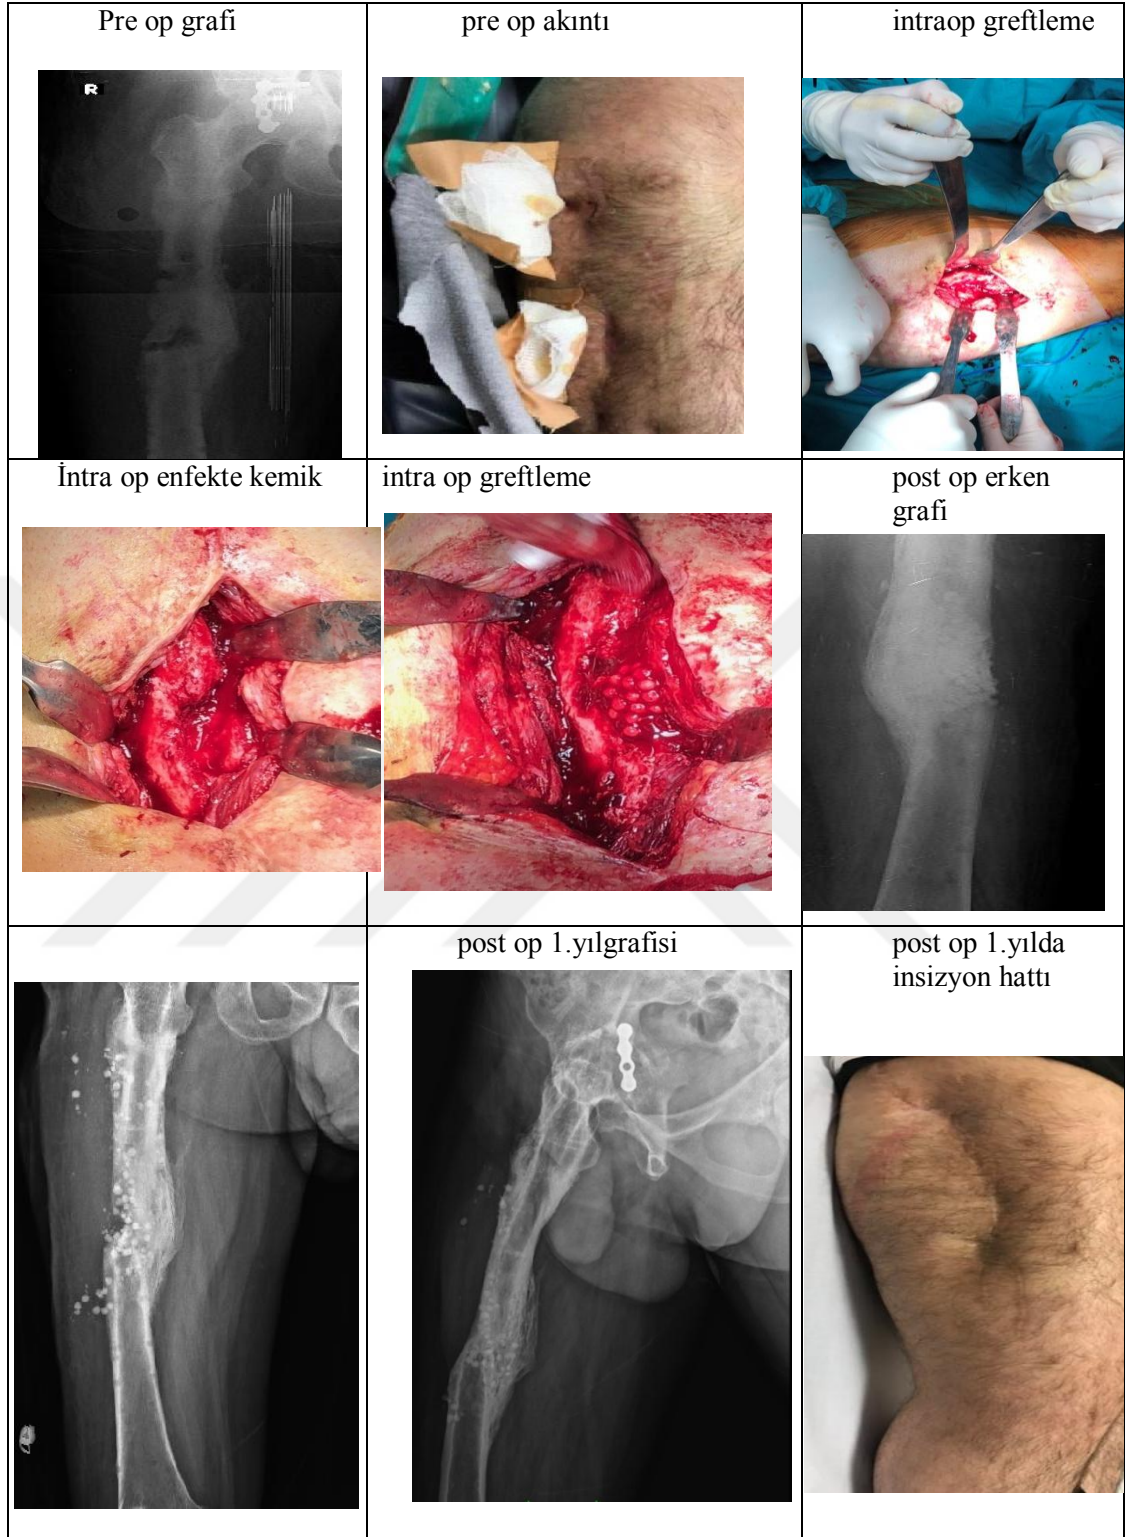 Pre op grafi
pre op akıntı
intraop greftleme
R
İntra op enfekte kemik
intra op greftleme
post op erken
grafi
post op 1.yılgrafisi
post op 1.yılda
insizyon hattı